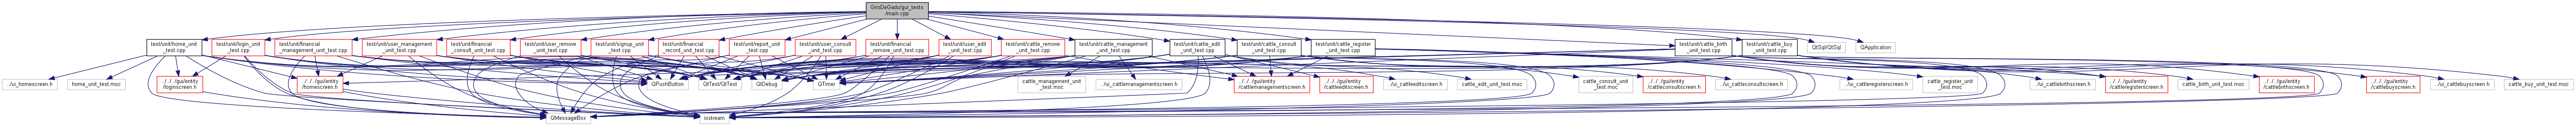 GiroDeGado/gui_tests
/main.cpp
test/unit/home_unit
_test.cpp
test/unit/login_unit
_test.cpp
test/unit/financial
_management_unit_test.cpp
test/unit/user_management
_unit_test.cpp
test/unit/financial
_consult_unit_test.cpp
test/unit/user_remove
_unit_test.cpp
test/unit/signup_unit
_test.cpp
test/unit/financial
_record_unit_test.cpp
test/unit/report_unit
_test.cpp
test/unit/user_consult
_unit_test.cpp
test/unit/financial
_remove_unit_test.cpp
test/unit/user_edit
_unit_test.cpp
test/unit/cattle_remove
_unit_test.cpp
test/unit/cattle_management
_unit_test.cpp
test/unit/cattle_edit
_unit_test.cpp
test/unit/cattle_consult
_unit_test.cpp
test/unit/cattle_register
_unit_test.cpp
test/unit/cattle_birth
_unit_test.cpp
test/unit/cattle_buy
_unit_test.cpp
QtSql/QtSql
QApplication
../ui_homescreen.h
home_unit_test.moc
../../../gui/entity
/loginscreen.h
../../../gui/entity
/homescreen.h
QPushButton
QtTest/QtTest
QtDebug
QTimer
cattle_management_unit
_test.moc
../ui_cattlemanagementscreen.h
../../../gui/entity
/cattlemanagementscreen.h
../../../gui/entity
/cattleeditscreen.h
../ui_cattleeditscreen.h
cattle_edit_unit_test.moc
cattle_consult_unit
_test.moc
../../../gui/entity
/cattleconsultscreen.h
../ui_cattleconsultscreen.h
../ui_cattleregisterscreen.h
cattle_register_unit
_test.moc
../ui_cattlebirthscreen.h
../../../gui/entity
/cattleregisterscreen.h
cattle_birth_unit_test.moc
../../../gui/entity
/cattlebirthscreen.h
../../../gui/entity
/cattlebuyscreen.h
../ui_cattlebuyscreen.h
cattle_buy_unit_test.moc
QMessageBox
iostream